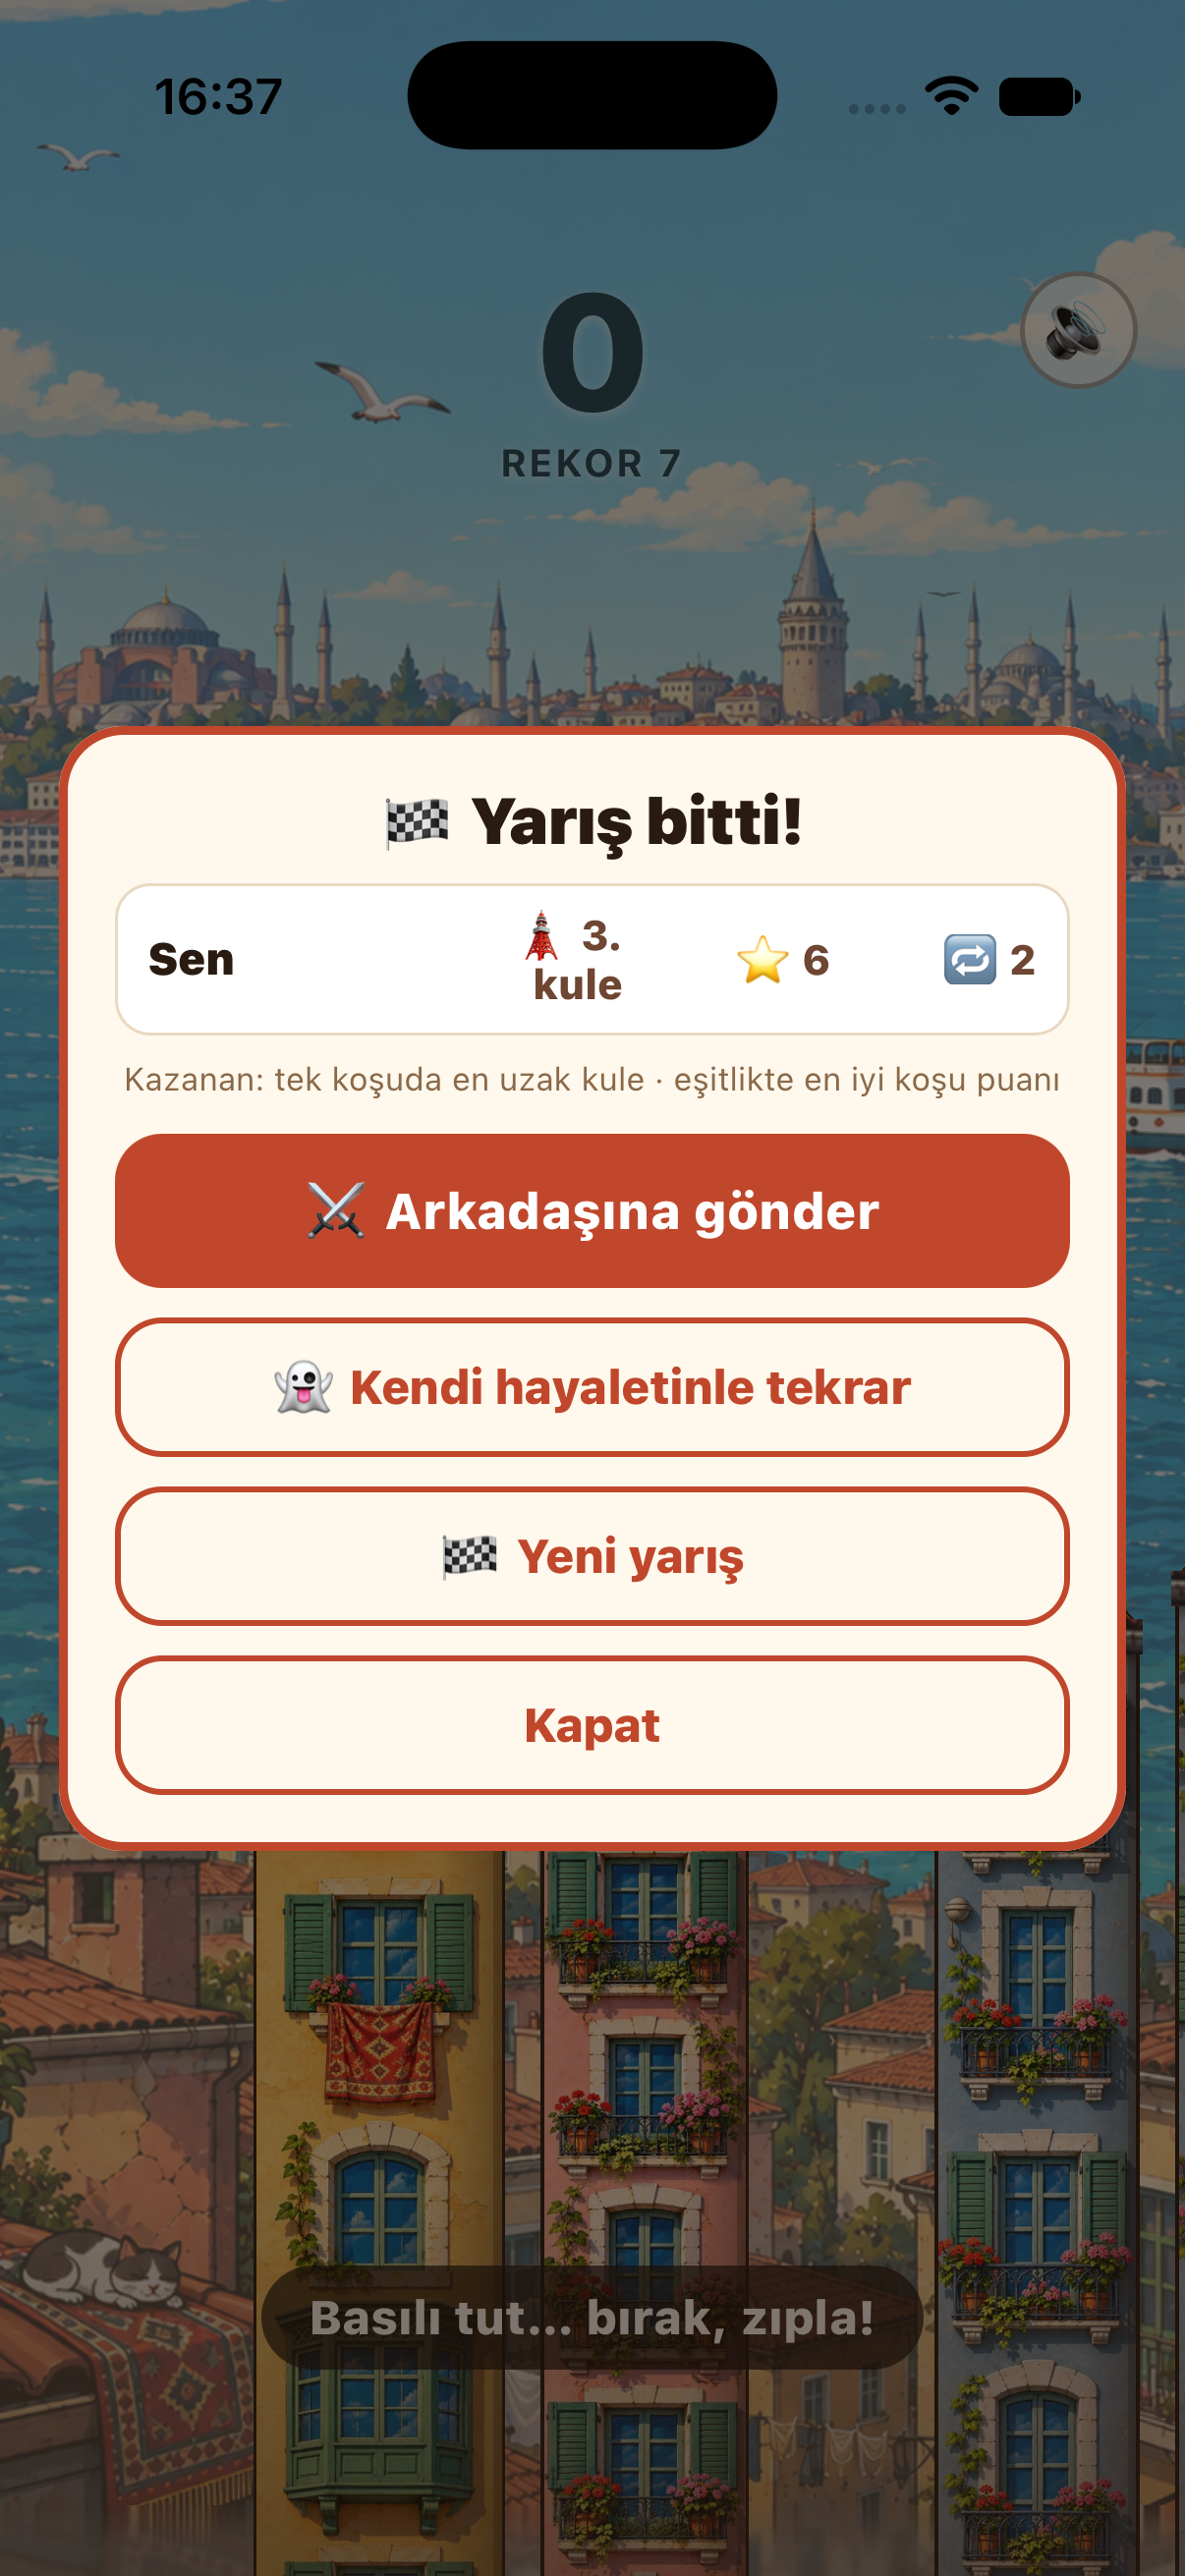 16:37
0
REKOR 7
Yarış bitti!
Sen
3.
kule
6
2
Kazanan: tek koşuda en uzak kule · eşitlikte en iyi koşu puanı
Arkadaşına gönder
Kendi hayaletinle tekrar
Yeni yarış
Kapat
Basılı tut... bırak, zıpla!